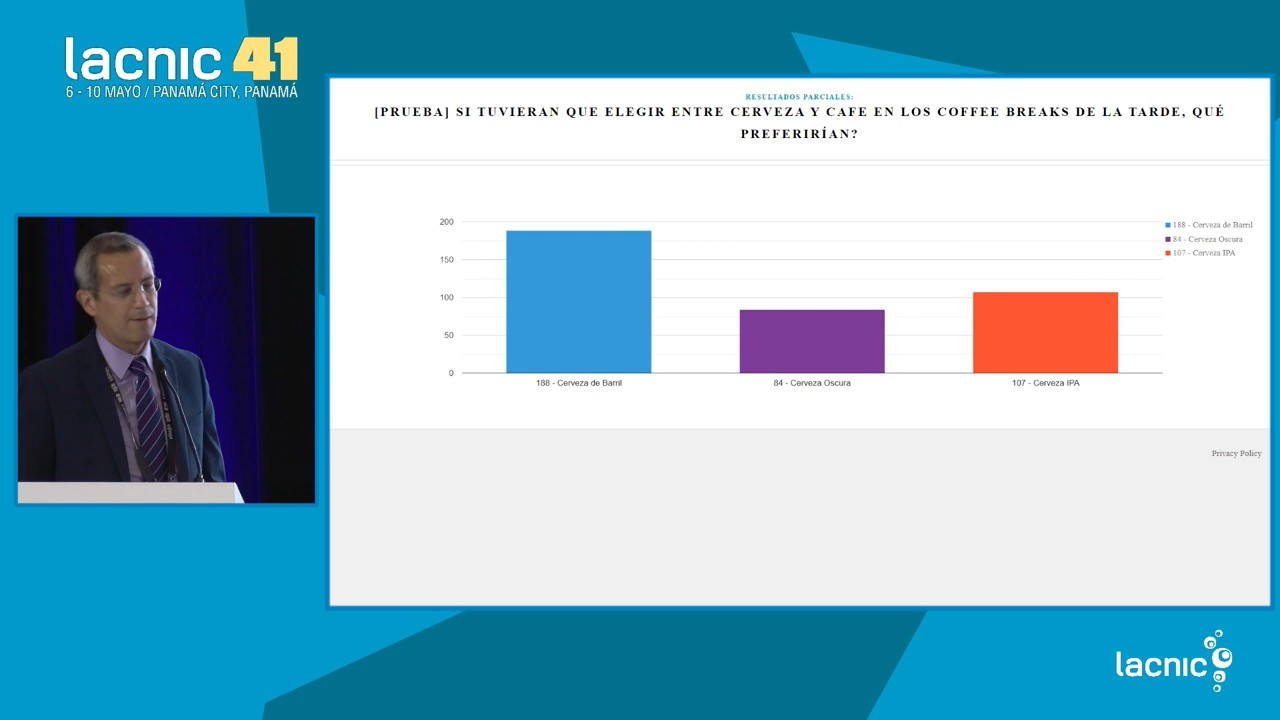 lacnic 41
6 - 10 MAYO / PANAMÁ CITY, PANAMÁ
RESULTADOS PARCIALES:
[PRUEBA] SI TUVIERAN QUE ELEGIR ENTRE CERVEZA Y CAFE EN LOS COFFEE BREAKS DE LA TARDE, QUÉ
PREFERIRÍAN?
200
150
100
50
0
188 - Cerveza de Barril
84 - Cerveza Oscura
107 - Cerveza IPA
188 - Cerveza de Barril
84 - Cerveza Oscura
107 - Cerveza IPA
Privacy Policy
lacnic